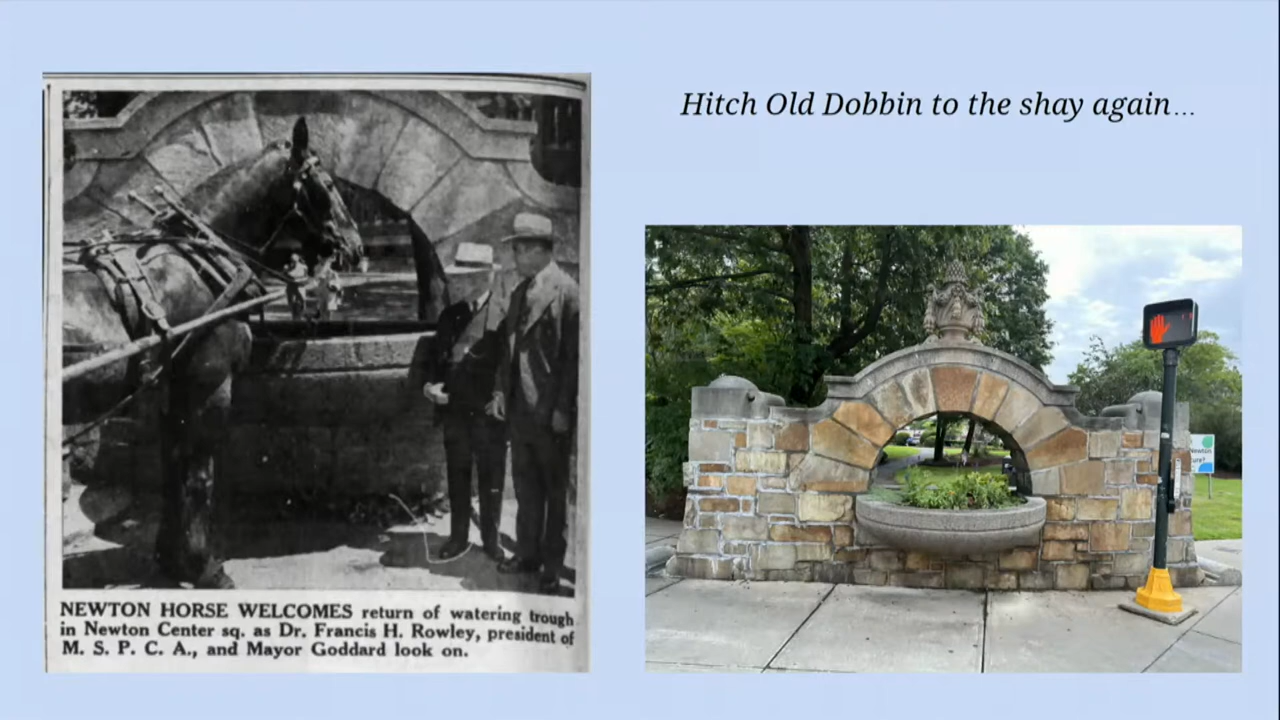 Hitch Old Dobbin to the shay again…
NEWTON HORSE WELCOMES return of watering trough
in Newton Center sq. as Dr. Francis H. Rowley, president of
M. S. P. C. A., and Mayor Goddard look on.
Newton